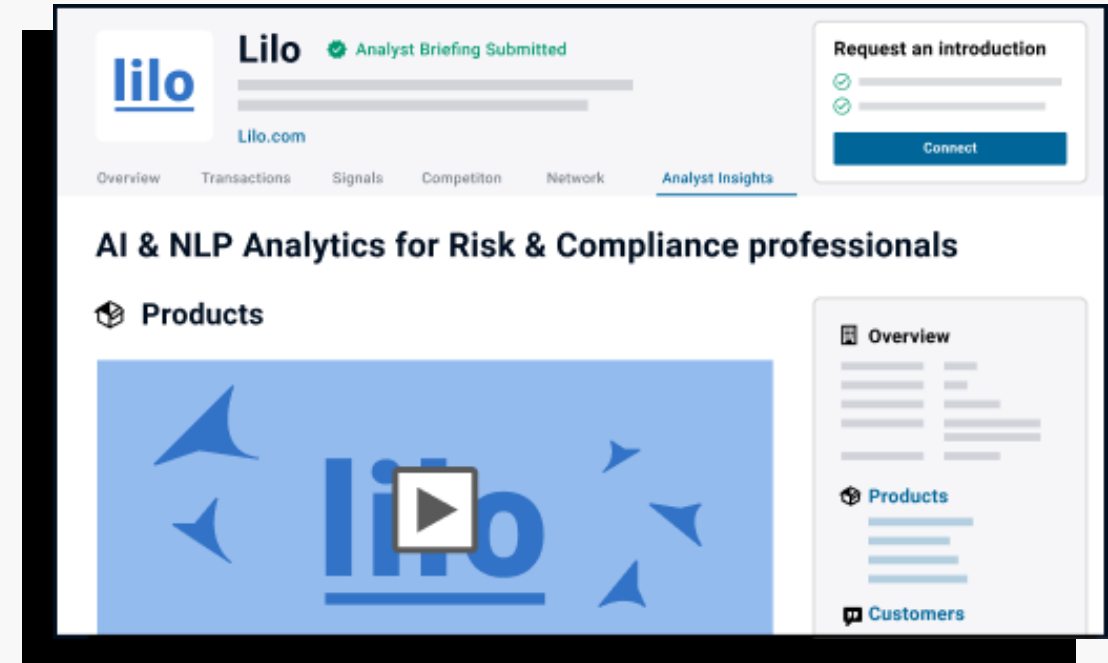 lilo
Lilo
Analyst Briefing Submitted
Lilo.com
Request an introduction
Connect
Overview
Transactions
Signals
Competiton
Network
Analyst Insights
AI & NLP Analytics for Risk & Compliance professionals
Products
lilo
Overview
Products
Customers